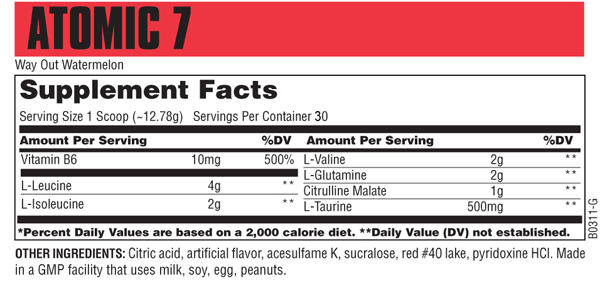 ATOMIC 7
Way Out Watermelon
Supplement Facts
Serving Size 1 Scoop (~12.78g) Servings Per Container 30
Amount Per Serving %DV
Vitamin B6 10mg 500%
L-Leucine 4g **
L-Isoleucine 2g **
Amount Per Serving %DV
L-Valine 2g **
L-Glutamine 2g **
Citrulline Malate 1g **
L-Taurine 500mg **
*Percent Daily Values are based on a 2,000 calorie diet. **Daily Value (DV) not established.
B0311-G
OTHER INGREDIENTS: Citric acid, artificial flavor, acesulfame K, sucralose, red #40 lake, pyridoxine HCl. Made
in a GMP facility that uses milk, soy, egg, peanuts.